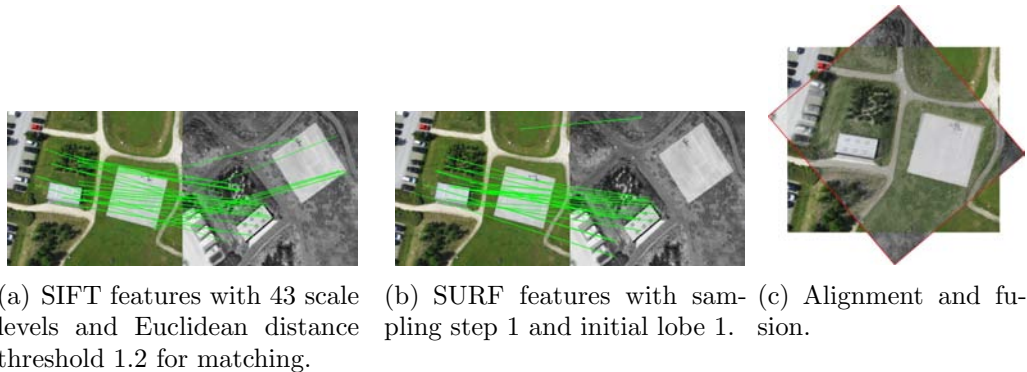 (a) SIFT features with 43 scale
levels and Euclidean distance
threshold 1.2 for matching.
(b) SURF features with sam-
pling step 1 and initial lobe 1.
(c) Alignment and fu-
sion.